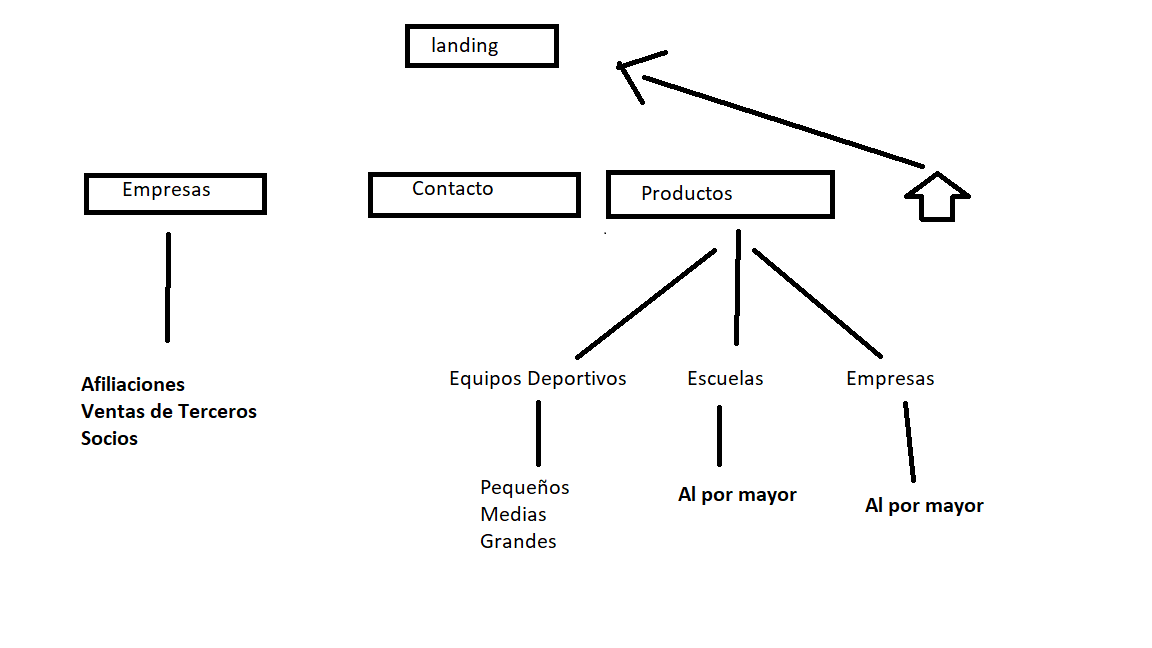 landing
Empresas
Contacto
Productos
Afiliaciones
Ventas de Terceros
Socios
Equipos Deportivos
Escuelas
Empresas
Pequeños
Medias
Grandes
Al por mayor
Al por mayor